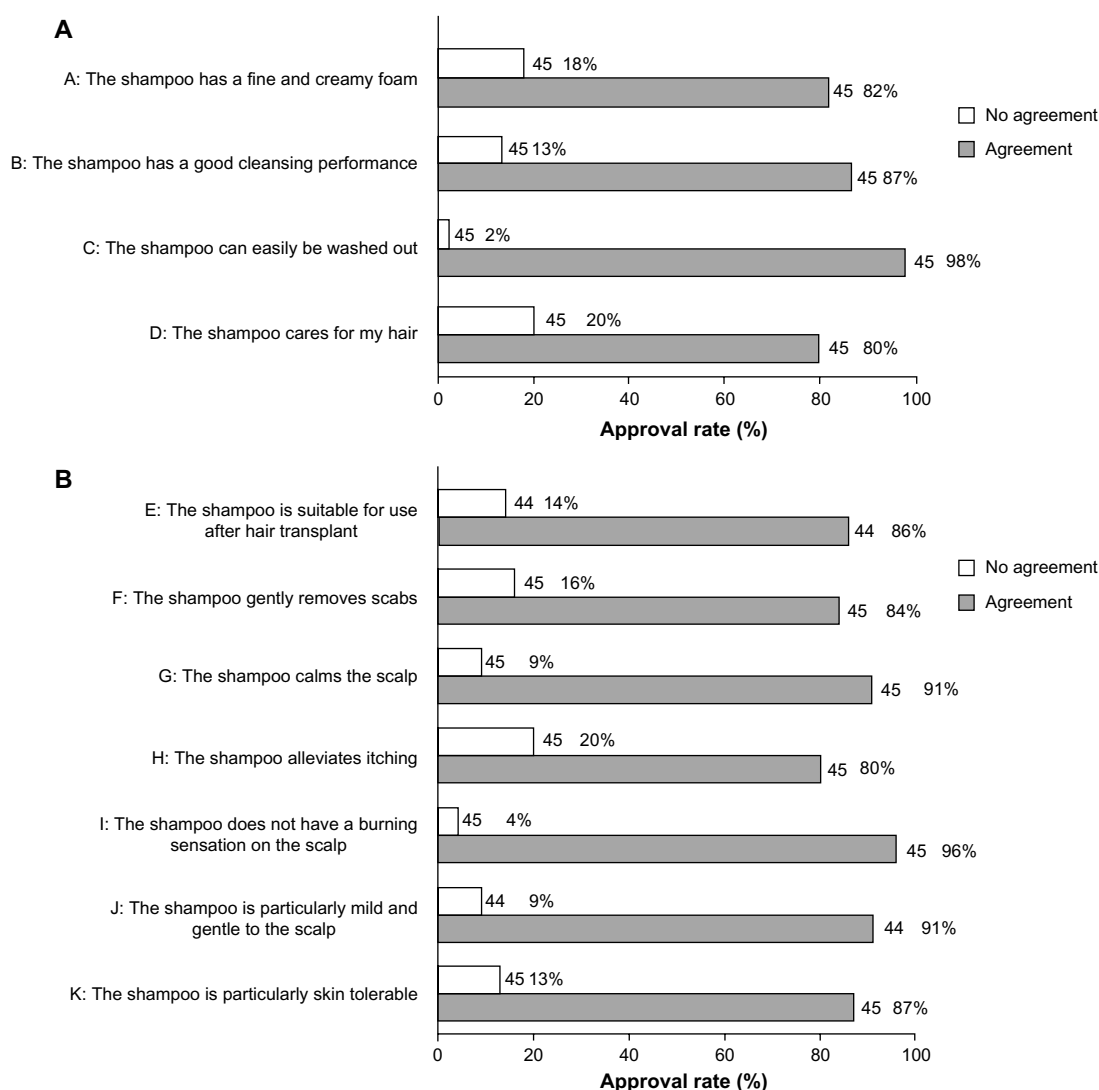 A
A: The shampoo has a fine and creamy foam
45 18%
45 82%
No agreement
Agreement
B: The shampoo has a good cleansing performance
45 13%
45 87%
C: The shampoo can easily be washed out
45 2%
45 98%
D: The shampoo cares for my hair
45 20%
45 80%
0 20 40 60 80 100
Approval rate (%)
B
E: The shampoo is suitable for use
after hair transplant
44 14%
44 86%
No agreement
Agreement
F: The shampoo gently removes scabs
45 16%
45 84%
G: The shampoo calms the scalp
45 9%
45 91%
H: The shampoo alleviates itching
45 20%
45 80%
I: The shampoo does not have a burning
sensation on the scalp
45 4%
45 96%
J: The shampoo is particularly mild and
gentle to the scalp
44 9%
44 91%
K: The shampoo is particularly skin tolerable
45 13%
45 87%
0 20 40 60 80 100
Approval rate (%)